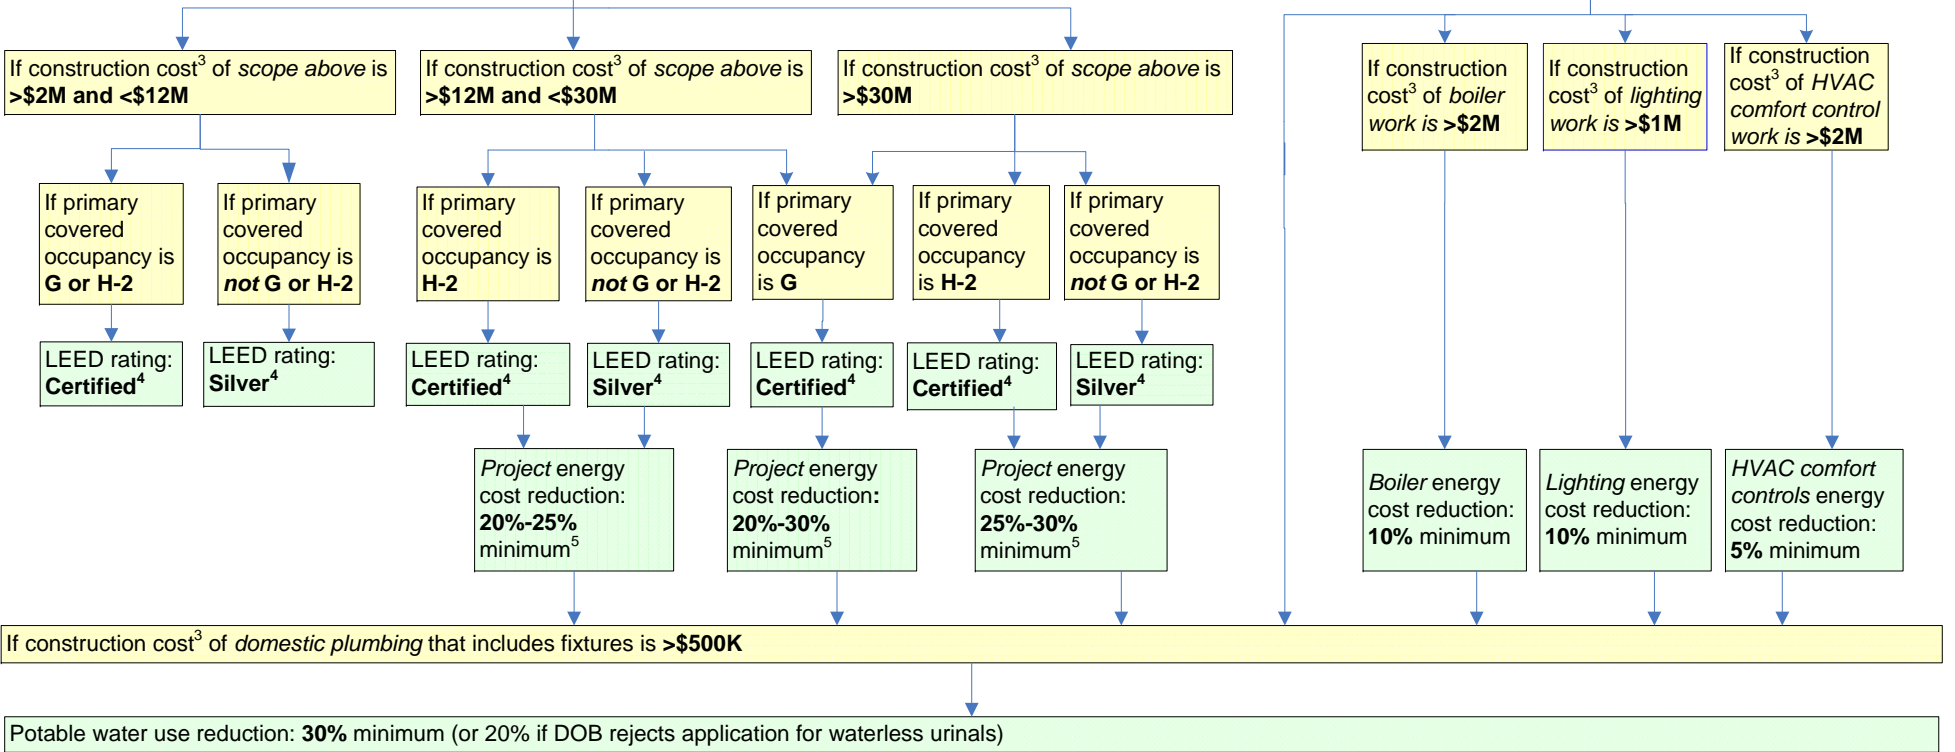 If construction cost³ of scope above is
>$2M and <$12M
If construction cost³ of scope above is
>$12M and <$30M
If construction cost³ of scope above is
>$30M
If construction
cost³ of boiler
work is >$2M
If construction
cost³ of lighting
work is >$1M
If construction
cost³ of HVAC
comfort control
work is >$2M
If primary
covered
occupancy is
G or H-2
If primary
covered
occupancy is
not G or H-2
If primary
covered
occupancy is
H-2
If primary
covered
occupancy is
not G or H-2
If primary
covered
occupancy
is G
If primary
covered
occupancy
is H-2
If primary
covered
occupancy is
not G or H-2
LEED rating:
Certified⁴
LEED rating:
Silver⁴
LEED rating:
Certified⁴
LEED rating:
Silver⁴
LEED rating:
Certified⁴
LEED rating:
Certified⁴
LEED rating:
Silver⁴
Project energy
cost reduction:
20%-25%
minimum⁵
Project energy
cost reduction:
20%-30%
minimum⁵
Project energy
cost reduction:
25%-30%
minimum⁵
Boiler energy
cost reduction:
10% minimum
Lighting energy
cost reduction:
10% minimum
HVAC comfort
controls energy
cost reduction:
5% minimum
If construction cost³ of domestic plumbing that includes fixtures is >$500K
Potable water use reduction: 30% minimum (or 20% if DOB rejects application for waterless urinals)